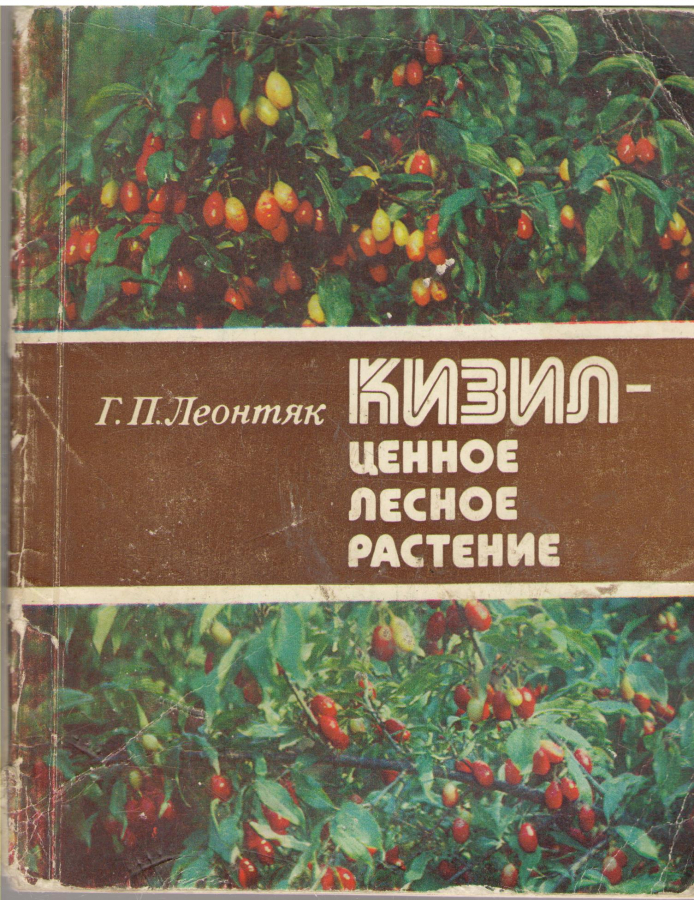 Г. П. Леонтяк
КИЗИЛ–
ЦЕННОЕ
ЛЕСНОЕ
РАСТЕНИЕ